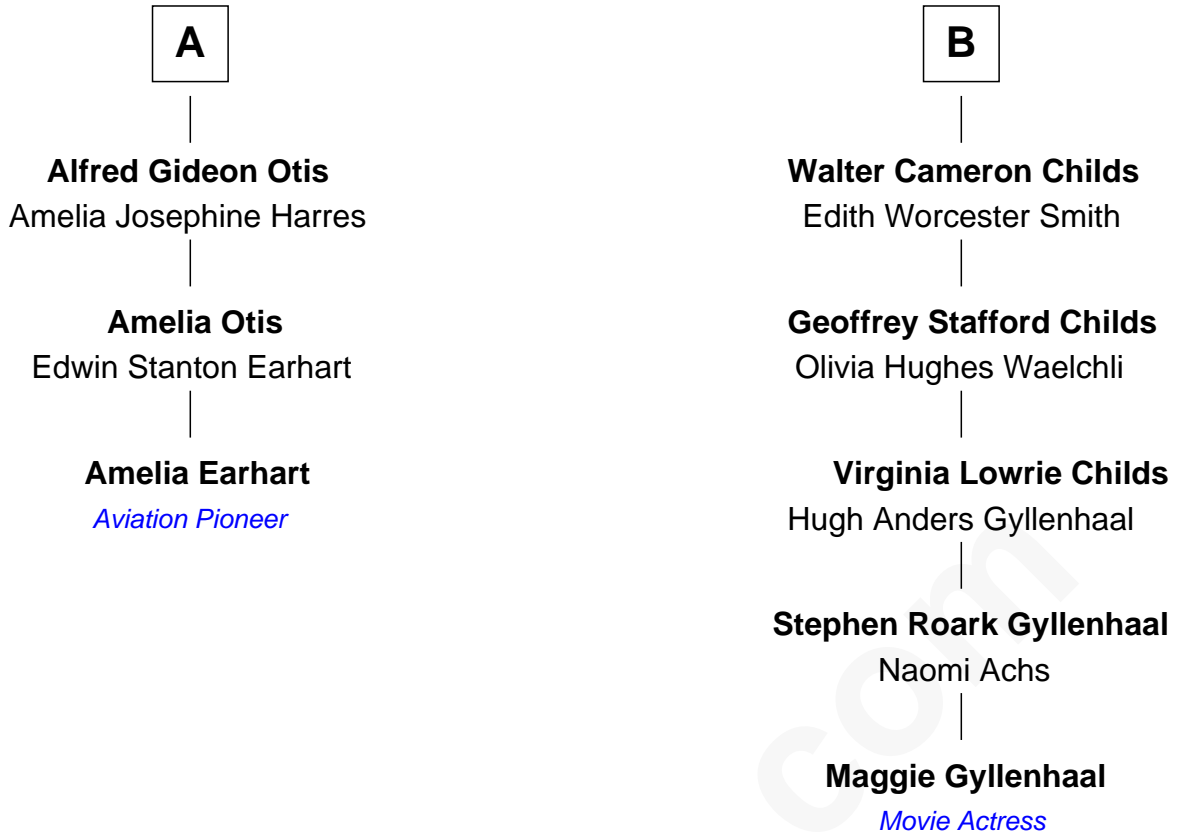 A
Alfred Gideon Otis
Amelia Josephine Harres
Amelia Otis
Edwin Stanton Earhart
Amelia Earhart
Aviation Pioneer
B
Walter Cameron Childs
Edith Worcester Smith
Geoffrey Stafford Childs
Olivia Hughes Waelchli
Virginia Lowrie Childs
Hugh Anders Gyllenhaal
Stephen Roark Gyllenhaal
Naomi Achs
Maggie Gyllenhaal
Movie Actress
com